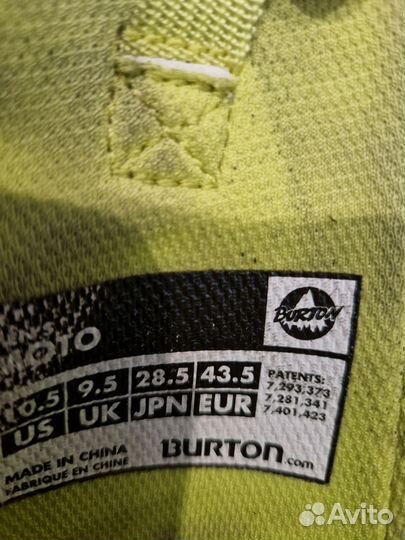 BURTON
MOTO
10.5 9.5 28.5 43.5
US UK JPN EUR
PATENTS:
7,293,373
7,281,341
7,401,423
MADE IN CHINA
FABRIQUE EN CHINE
BURTON.com
Avito